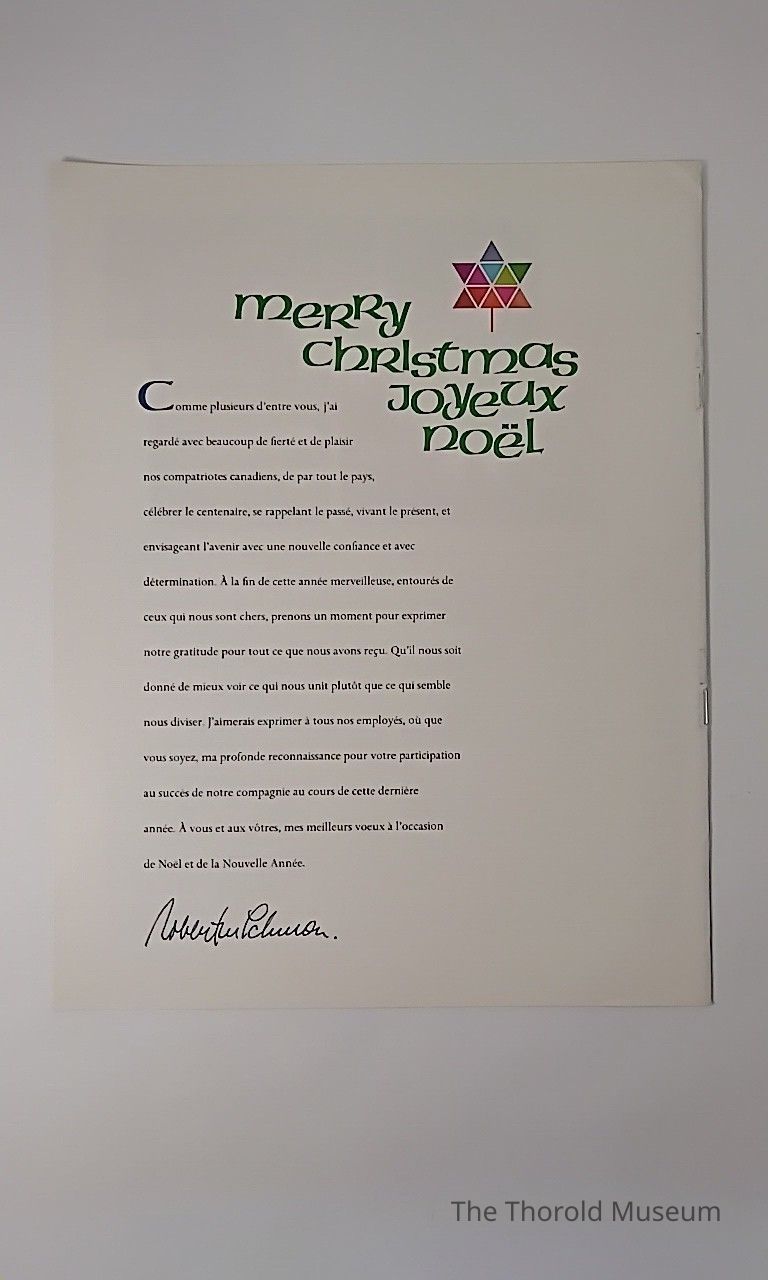 merry
christmas
joyeux
noël
Comme plusieurs d'entre vous, j'ai
regardé avec beaucoup de fierté et de plaisir
nos compatriotes canadiens, de par tout le pays,
célébrer le centenaire, se rappelant le passé, vivant le présent, et
envisageant l'avenir avec une nouvelle confiance et avec
détermination. À la fin de cette année merveilleuse, entourés de
ceux qui nous sont chers, prenons un moment pour exprimer
notre gratitude pour tout ce que nous avons reçu. Qu'il nous soit
donné de mieux voir ce qui nous unit plutôt que ce qui semble
nous diviser. J'aimerais exprimer à tous nos employés, où que
vous soyez, ma profonde reconnaissance pour votre participation
au succès de notre compagnie au cours de cette dernière
année. À vous et aux vôtres, mes meilleurs voeux à l'occasion
de Noël et de la Nouvelle Année.
Robert
The Thorold Museum